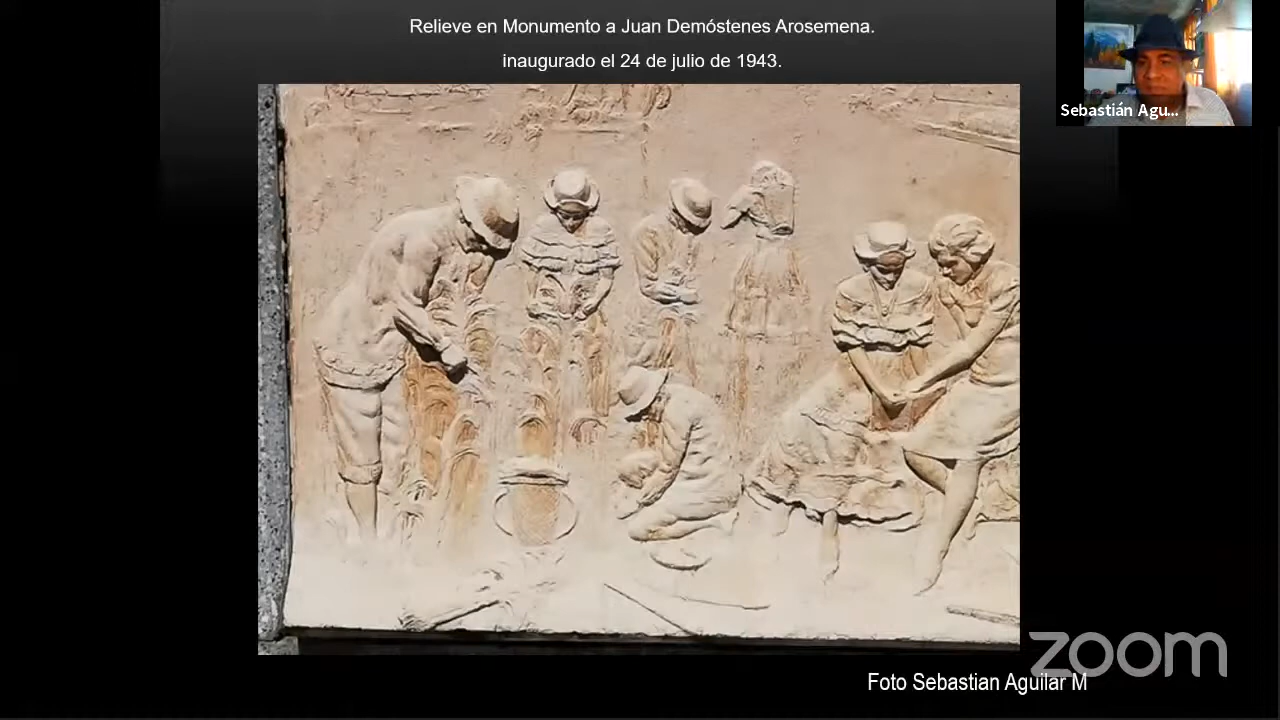 Relieve en Monumento a Juan Demóstenes Arosemena.
inaugurado el 24 de julio de 1943.
Sebastián Agu...
zoom
Foto Sebastian Aguilar M